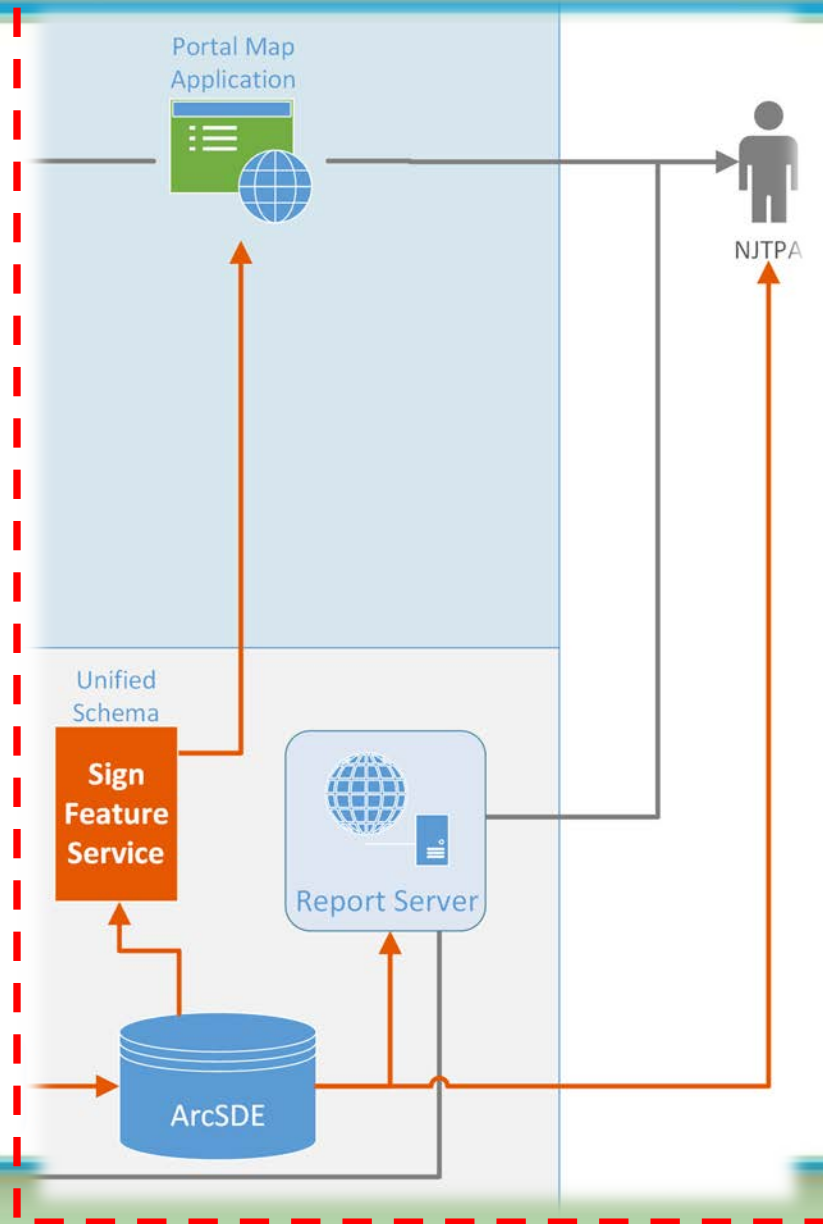 Portal Map
Application
NJTPA
Unified
Schema
Sign
Feature
Service
Report Server
ArcSDE